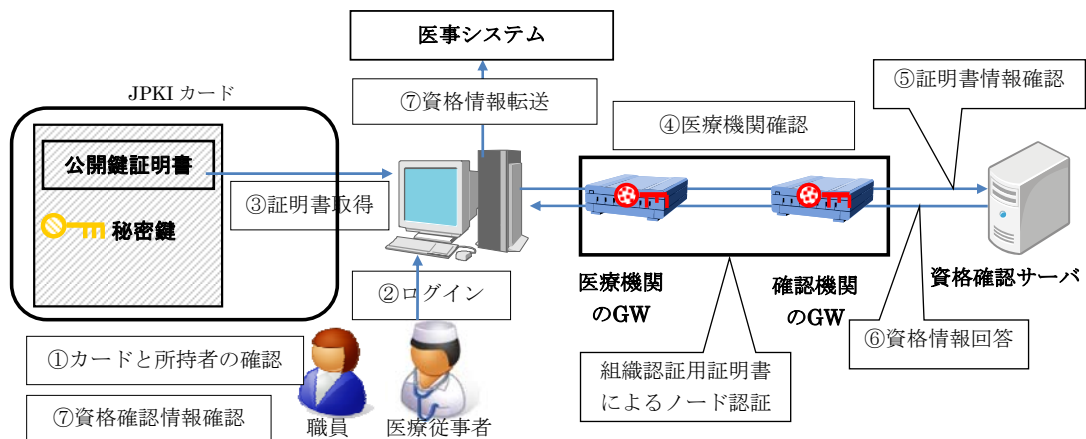 医事システム
⑦資格情報転送
⑤証明書情報確認
JPKI カード
④医療機関確認
公開鍵証明書
③証明書取得
秘密鍵
②ログイン
医療機関
のGW
確認機関
のGW
資格確認サーバ
⑥資格情報回答
①カードと所持者の確認
組織認証用証明書
によるノード認証
⑦資格確認情報確認
職員
医療従事者